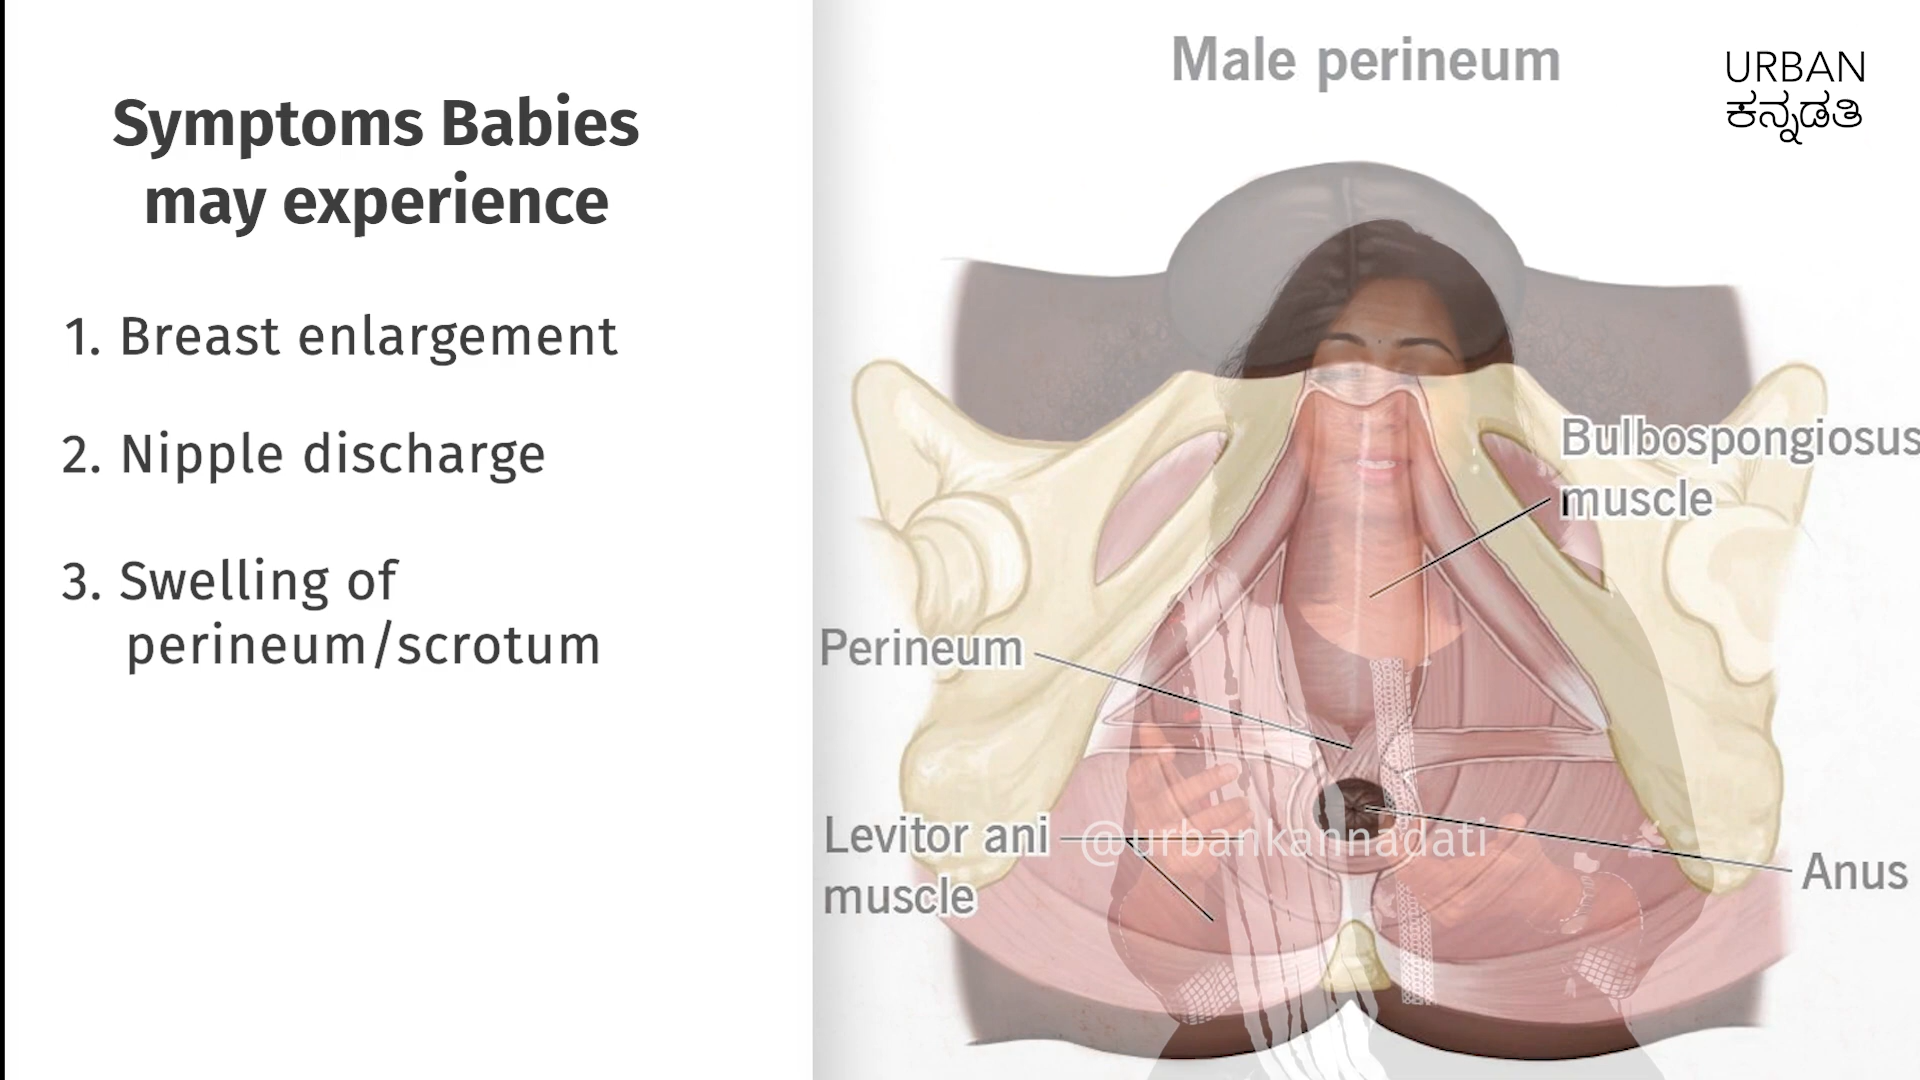 Symptoms Babies
may experience
1. Breast enlargement
2. Nipple discharge
3. Swelling of
perineum/scrotum
Male perineum
URBAN
ಕನ್ನಡತಿ
Bulbospongiosus
muscle
Perineum
Levitor ani
muscle
@urbankannadati
Anus